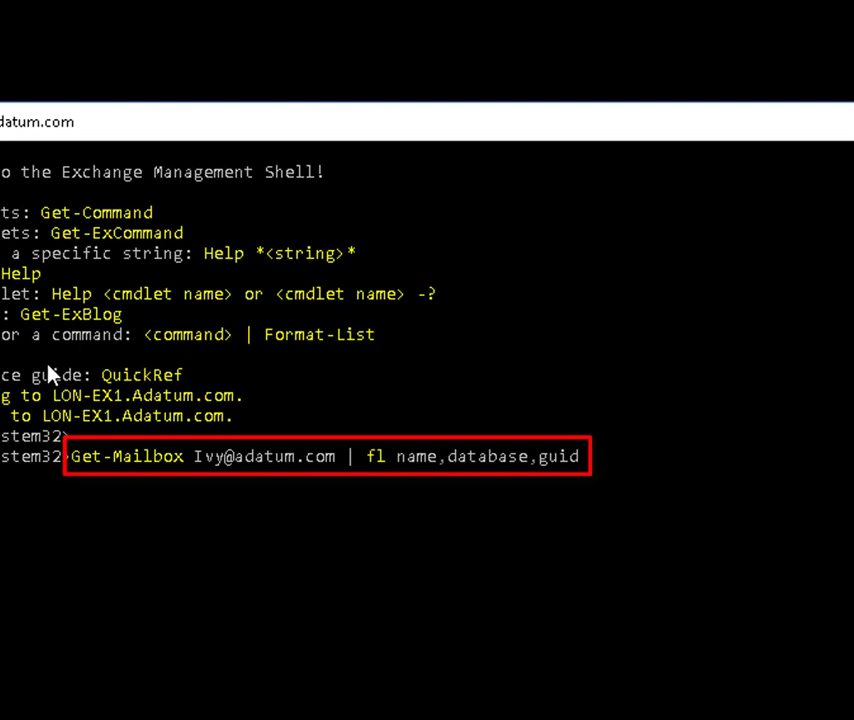 datum.com
o the Exchange Management Shell!
ts: Get-Command
ets: Get-ExCommand
a specific string: Help *<string>*
Help
let: Help <cmdlet name> or <cmdlet name> -?
: Get-ExBlog
or a command: <command> | Format-List
ce guide: QuickRef
g to LON-EX1.Adatum.com.
to LON-EX1.Adatum.com.
stem32>
stem32>Get-Mailbox Ivy@adatum.com | fl name,database,guid